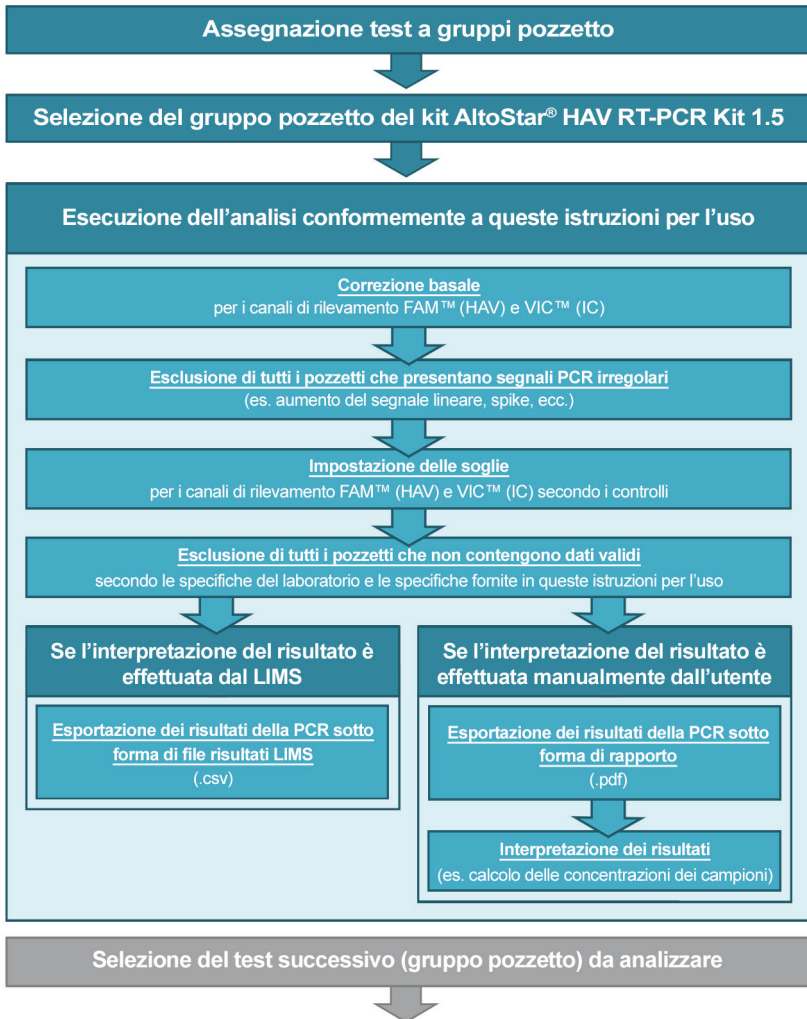 Assegnazione test a gruppi pozzetto
Selezione del gruppo pozzetto del kit AltoStar® HAV RT-PCR Kit 1.5
Esecuzione dell’analisi conformemente a queste istruzioni per l’uso
Correzione basale
per i canali di rilevamento FAM™ (HAV) e VIC™ (IC)
Esclusione di tutti i pozzetti che presentano segnali PCR irregolari
(es. aumento del segnale lineare, spike, ecc.)
Impostazione delle soglie
per i canali di rilevamento FAM™ (HAV) e VIC™ (IC) secondo i controlli
Esclusione di tutti i pozzetti che non contengono dati validi
secondo le specifiche del laboratorio e le specifiche fornite in queste istruzioni per l’uso
Se l’interpretazione del risultato è
effettuata dal LIMS
Esportazione dei risultati della PCR sotto
forma di file risultati LIMS
(.csv)
Se l’interpretazione del risultato è
effettuata manualmente dall’utente
Esportazione dei risultati della PCR sotto
forma di rapporto
(.pdf)
Interpretazione dei risultati
(es. calcolo delle concentrazioni dei campioni)
Selezione del test successivo (gruppo pozzetto) da analizzare